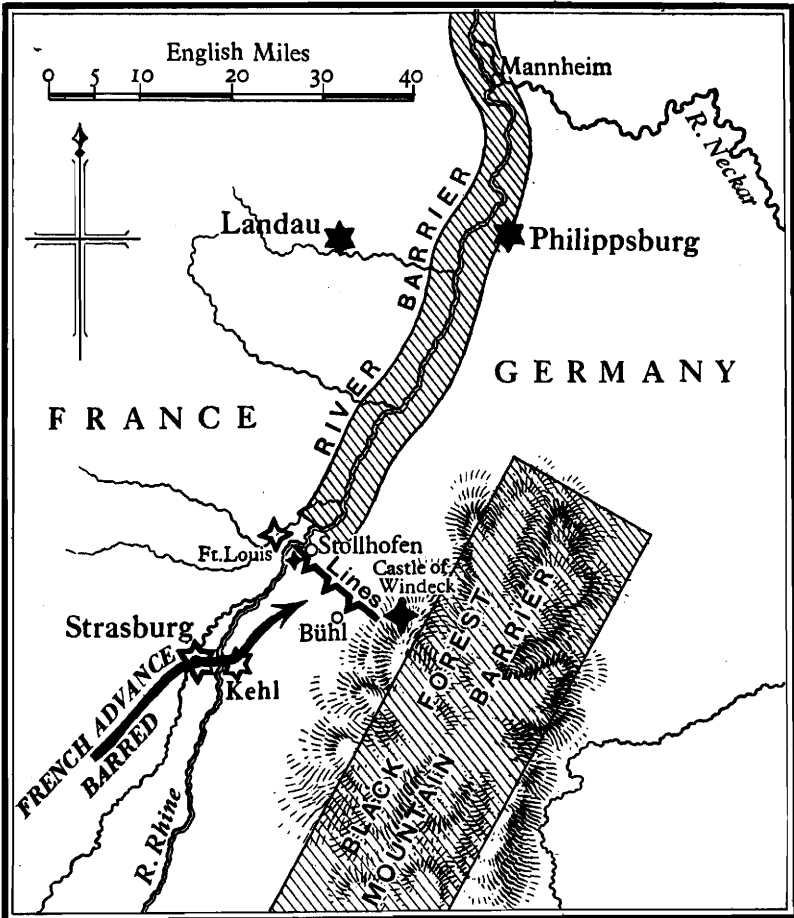 English Miles
0 5 10 20 30 40
Mannheim
R. Neckar
Landau
Philippsburg
RIVER BARRIER
GERMANY
FRANCE
Ft. Louis
Stollhofen
Lines
Castle of
Windeck
Bühl
Strasburg
Kehl
FRENCH ADVANCE
BARRED
R. Rhine
BLACK FOREST
MOUNTAIN BARRIER